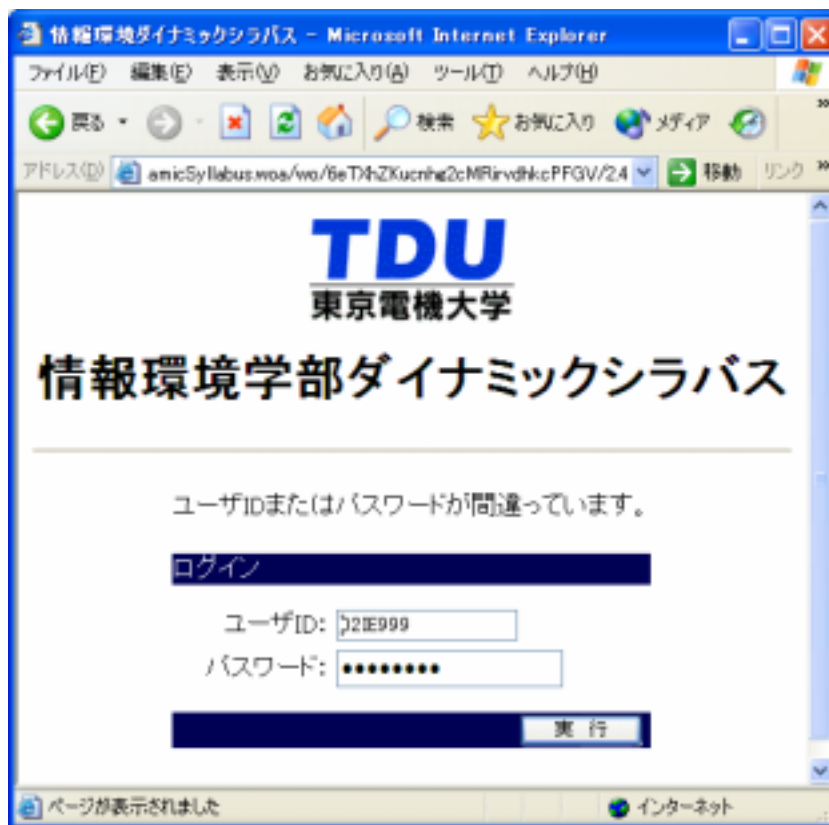 情報環境ダイナミックシラバス - Microsoft Internet Explorer
ファイル(F) 編集(E) 表示(V) お気に入り(A) ツール(T) ヘルプ(H)
戻る 検索 お気に入り メディア »
アドレス(D) 移動 リンク »
TDU
東京電機大学
情報環境学部ダイナミックシラバス
ユーザIDまたはパスワードが間違っています。
ログイン
ユーザID: 02IE999
パスワード: ●●●●●●●●
実 行
ページが表示されました インターネット